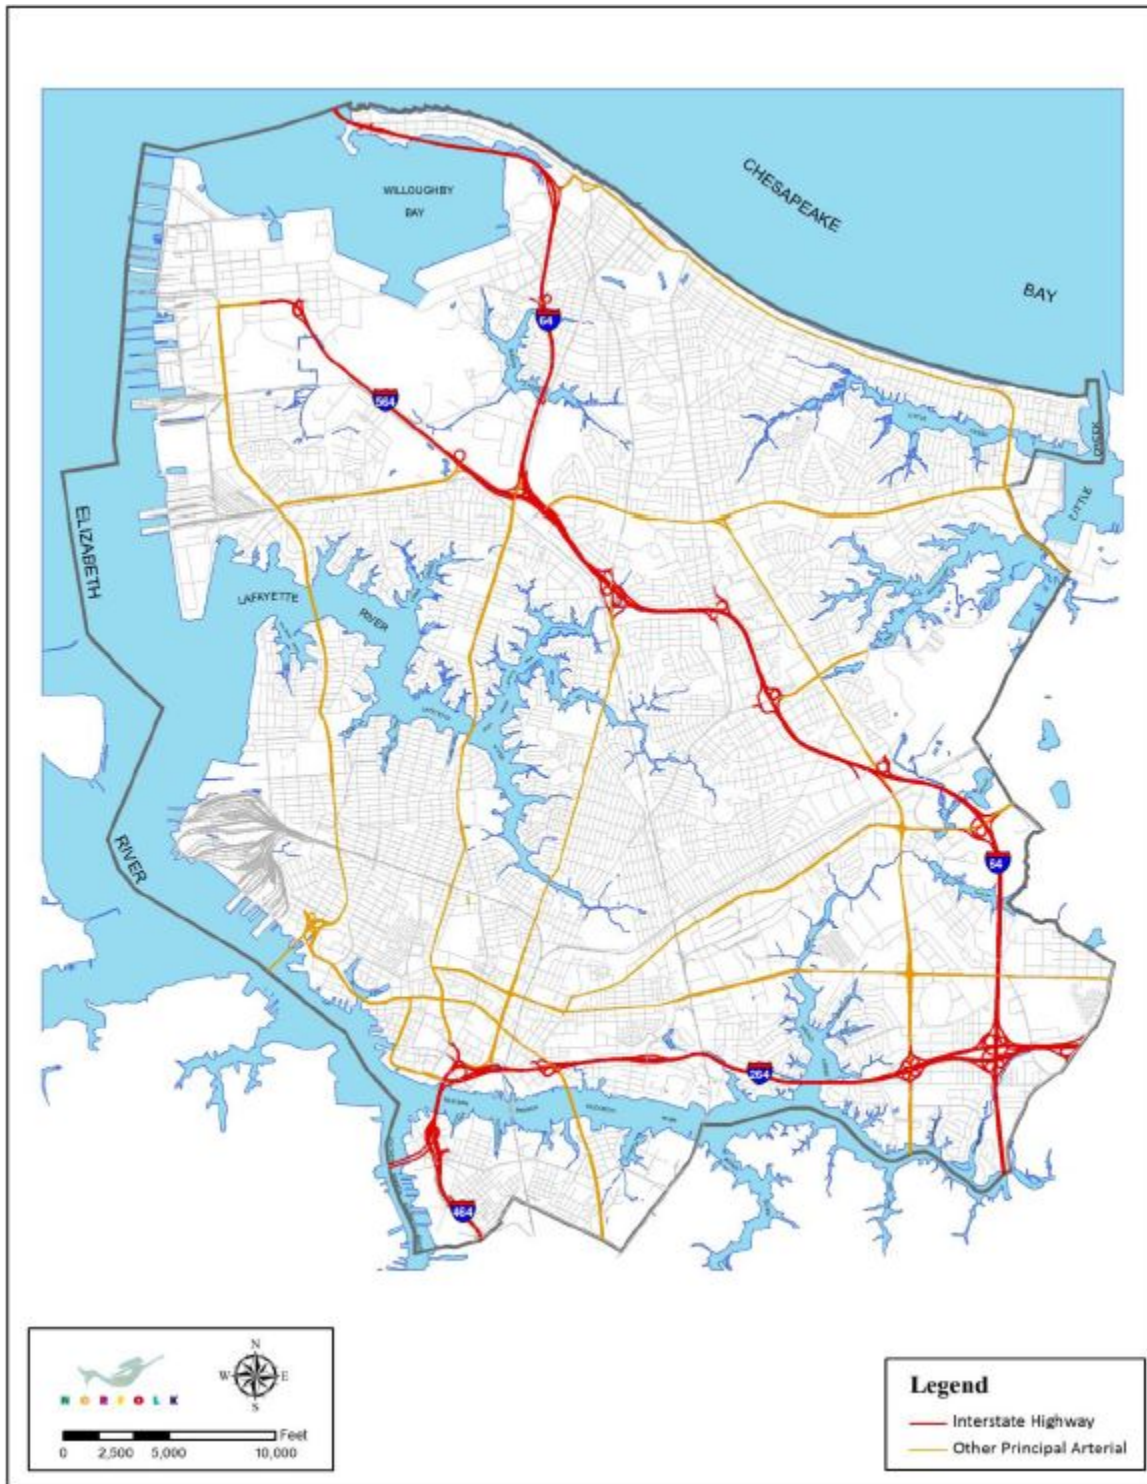 CHESAPEAKE
BAY
WILLOUGHBY
BAY
64
564
ELIZABETH
LITTLE
LAFAYETTE
RIVER
RIVER
64
264
464
N
W E
S
NORFOLK
Feet
0 2,500 5,000 10,000
Legend
Interstate Highway
Other Principal Arterial